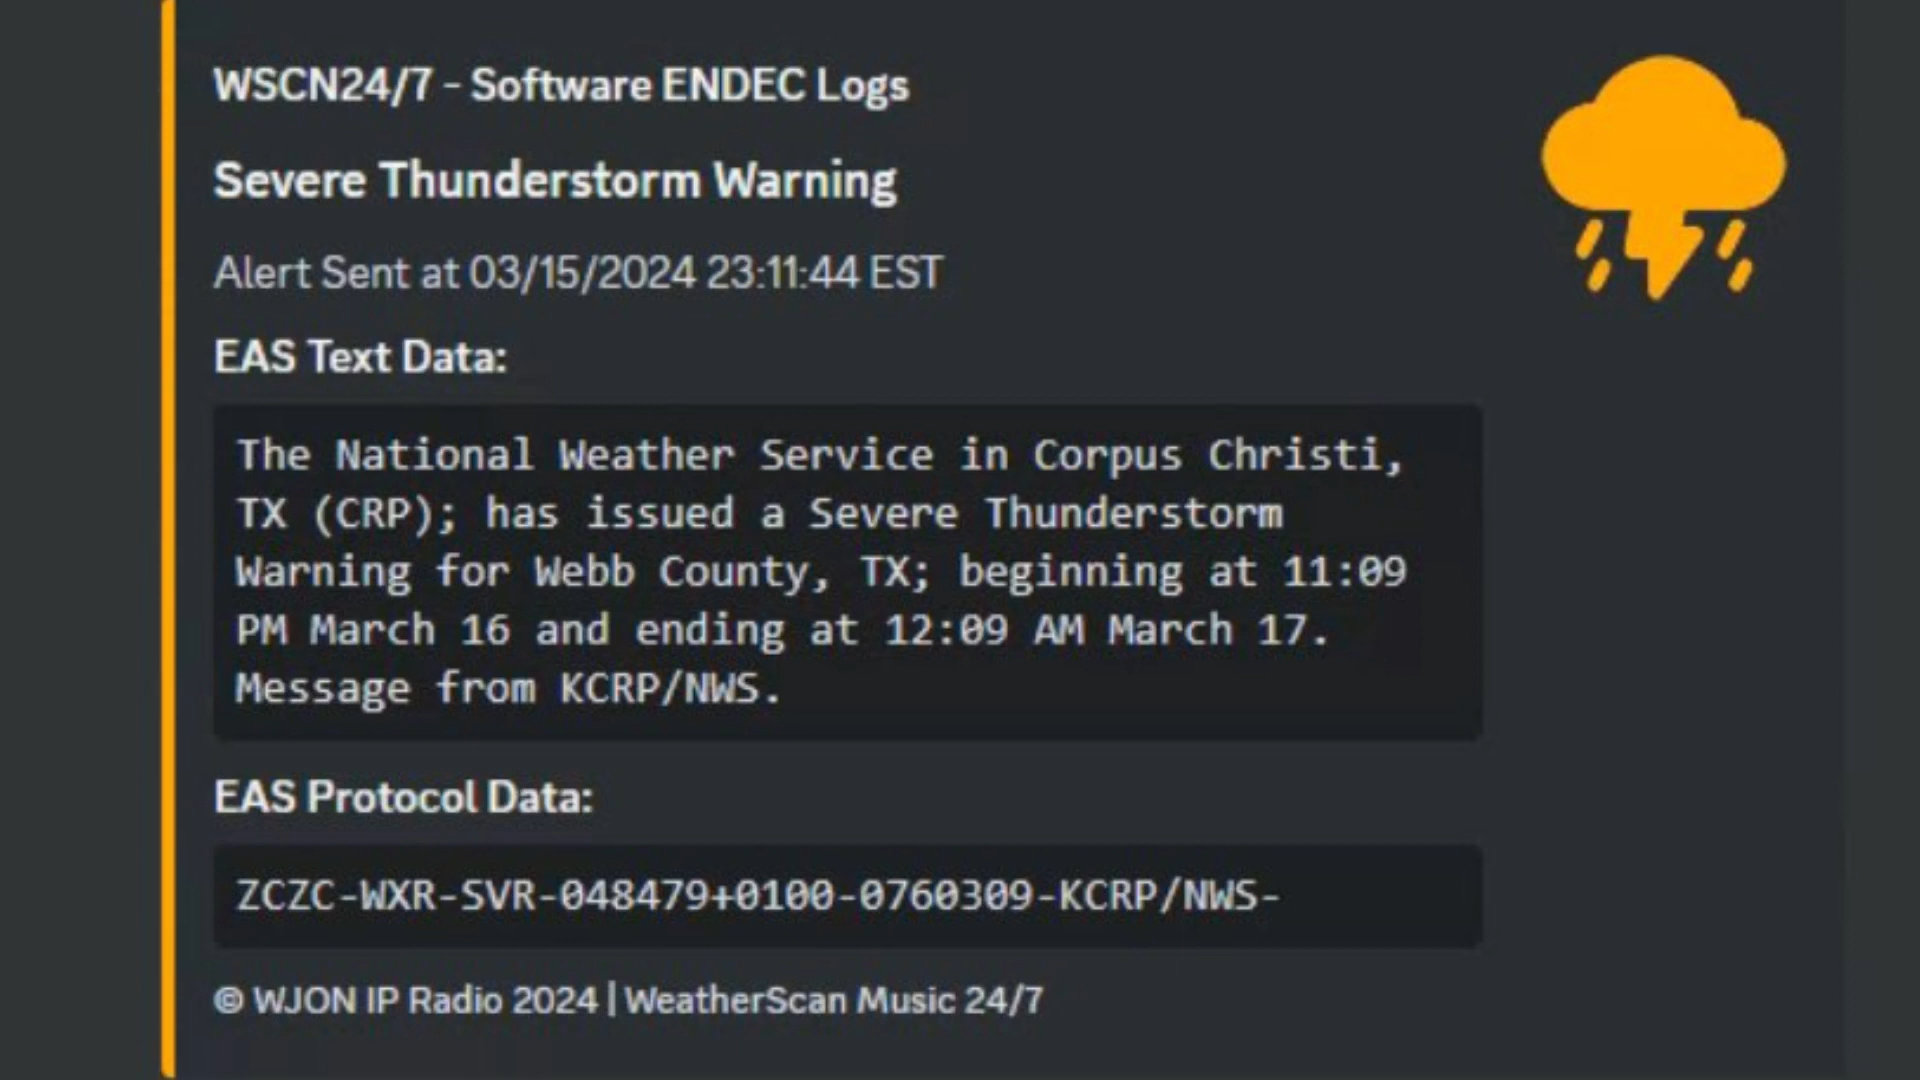 WSCN24/7 - Software ENDEC Logs
Severe Thunderstorm Warning
Alert Sent at 03/15/2024 23:11:44 EST
EAS Text Data:
The National Weather Service in Corpus Christi,
TX (CRP); has issued a Severe Thunderstorm
Warning for Webb County, TX; beginning at 11:09
PM March 16 and ending at 12:09 AM March 17.
Message from KCRP/NWS.
EAS Protocol Data:
ZCZC-WXR-SVR-048479+0100-0760309-KCRP/NWS-
© WJON IP Radio 2024 | WeatherScan Music 24/7